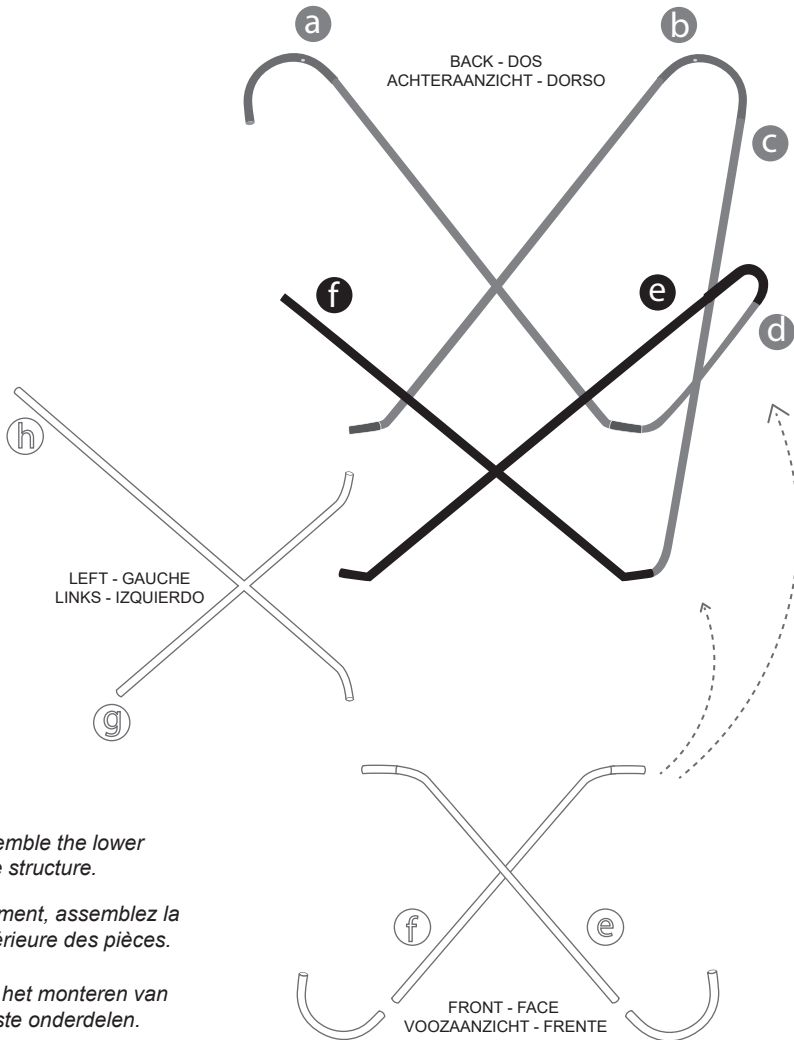 a
b
BACK - DOS
ACHTERAANZICHT - DORSO
c
f
e
d
h
LEFT - GAUCHE
LINKS - IZQUIERDO
g
emble the lower
e structure.
ment, assemblez la
érieure des pièces.
het monteren van
ste onderdelen.
f
e
FRONT - FACE
VOOZAANZICHT - FRENTE